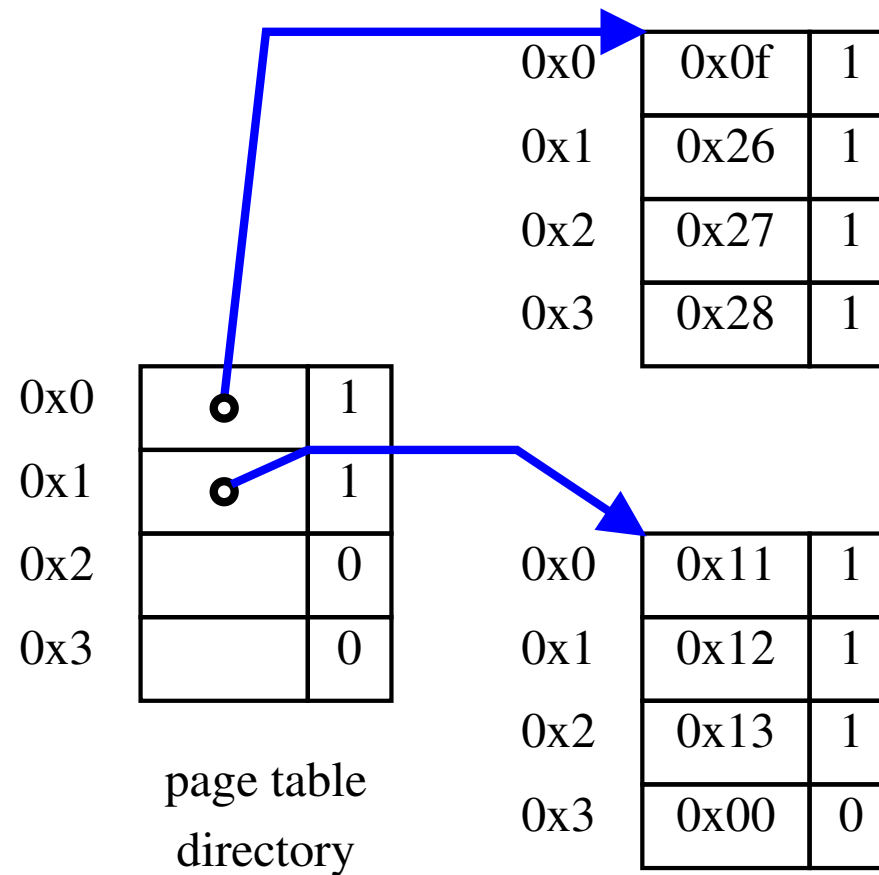 0x0 0x0f 1
0x1 0x26 1
0x2 0x27 1
0x3 0x28 1
0x0 1
0x1 1
0x2 0
0x3 0
page table
directory
0x0 0x11 1
0x1 0x12 1
0x2 0x13 1
0x3 0x00 0